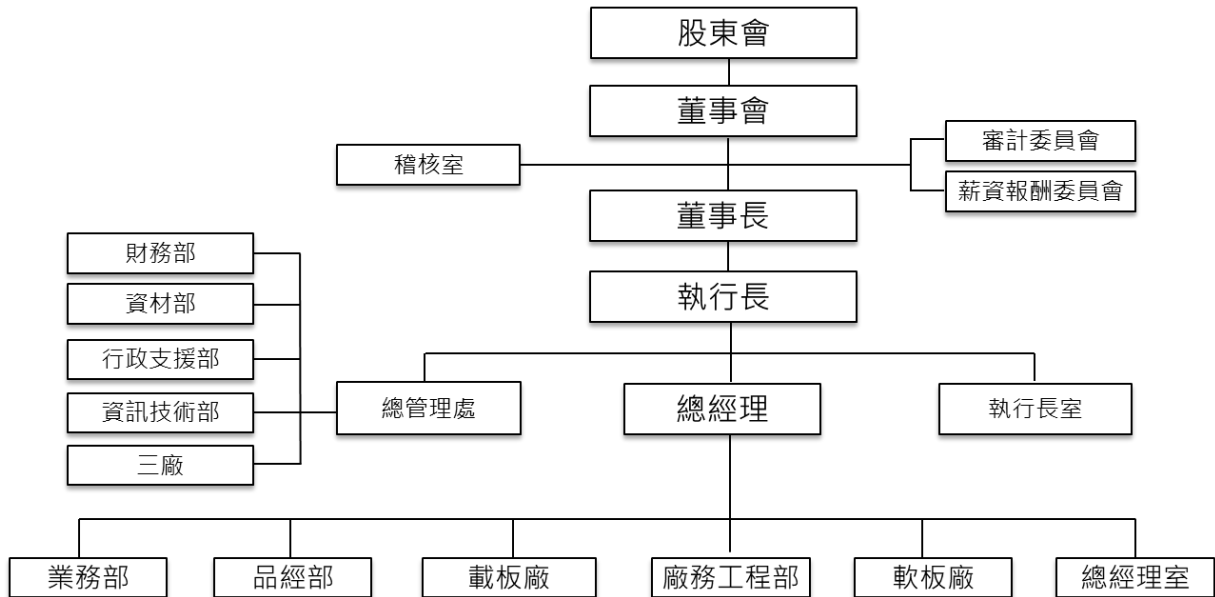 股東會
董事會
稽核室
審計委員會
薪資報酬委員會
董事長
執行長
財務部
資材部
行政支援部
資訊技術部
三廠
總管理處
總經理
執行長室
業務部
品經部
載板廠
廠務工程部
軟板廠
總經理室